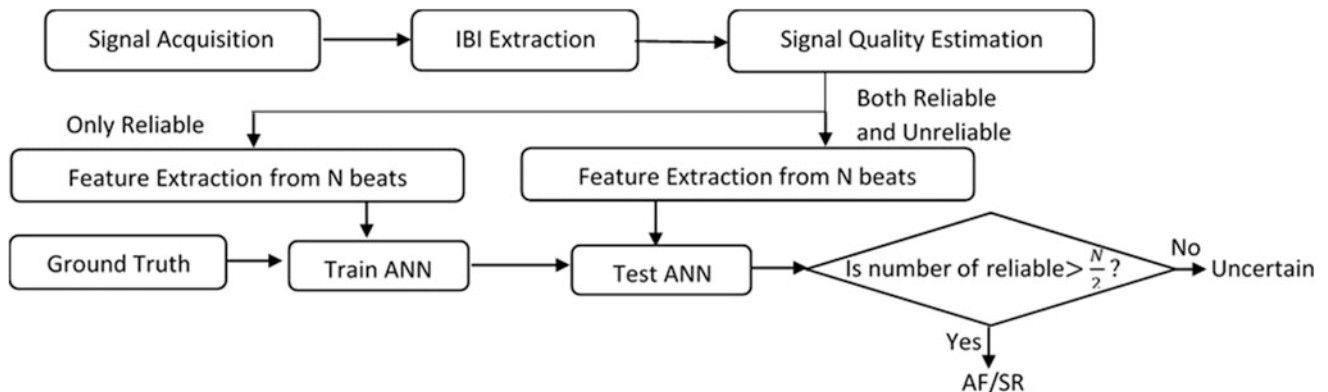 Signal Acquisition
IBI Extraction
Signal Quality Estimation
Only Reliable
Both Reliable
and Unreliable
Feature Extraction from N beats
Feature Extraction from N beats
Ground Truth
Train ANN
Test ANN
Is number of reliable> N/2 ?
No
Uncertain
Yes
AF/SR